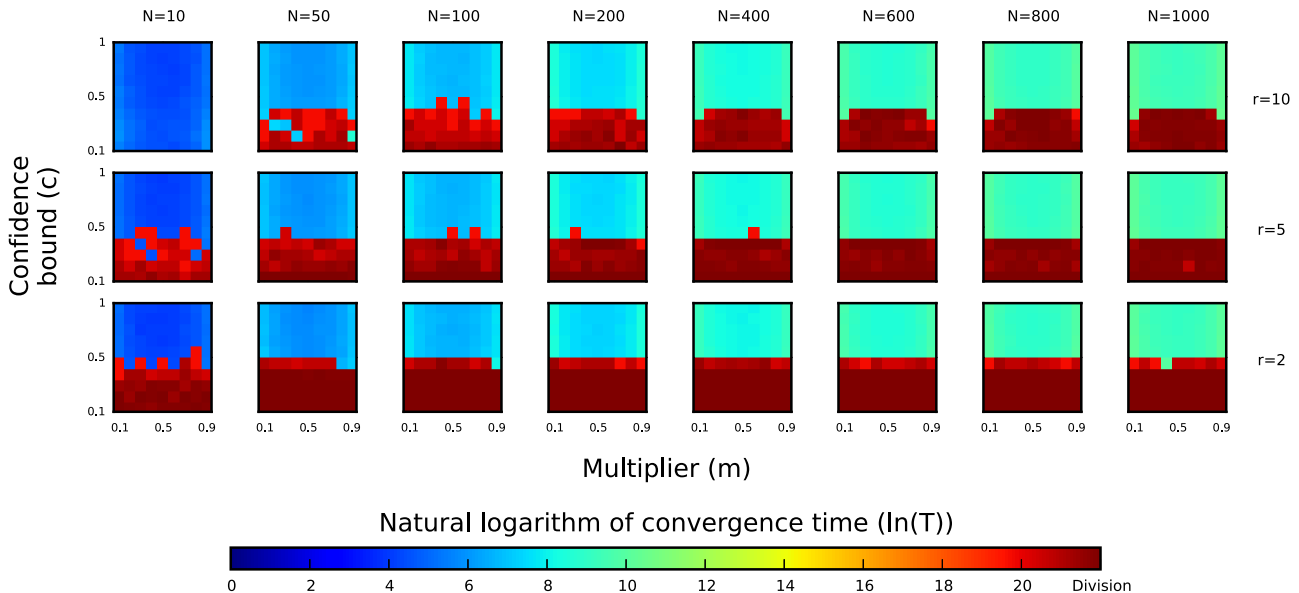 N=10 N=50 N=100 N=200 N=400 N=600 N=800 N=1000
1
0.5
0.1
r=10
1
0.5
0.1
r=5
1
0.5
0.1
r=2
Confidence
bound (c)
0.1 0.5 0.9 0.1 0.5 0.9 0.1 0.5 0.9 0.1 0.5 0.9 0.1 0.5 0.9 0.1 0.5 0.9 0.1 0.5 0.9 0.1 0.5 0.9
Multiplier (m)
Natural logarithm of convergence time (ln(T))
0 2 4 6 8 10 12 14 16 18 20 Division